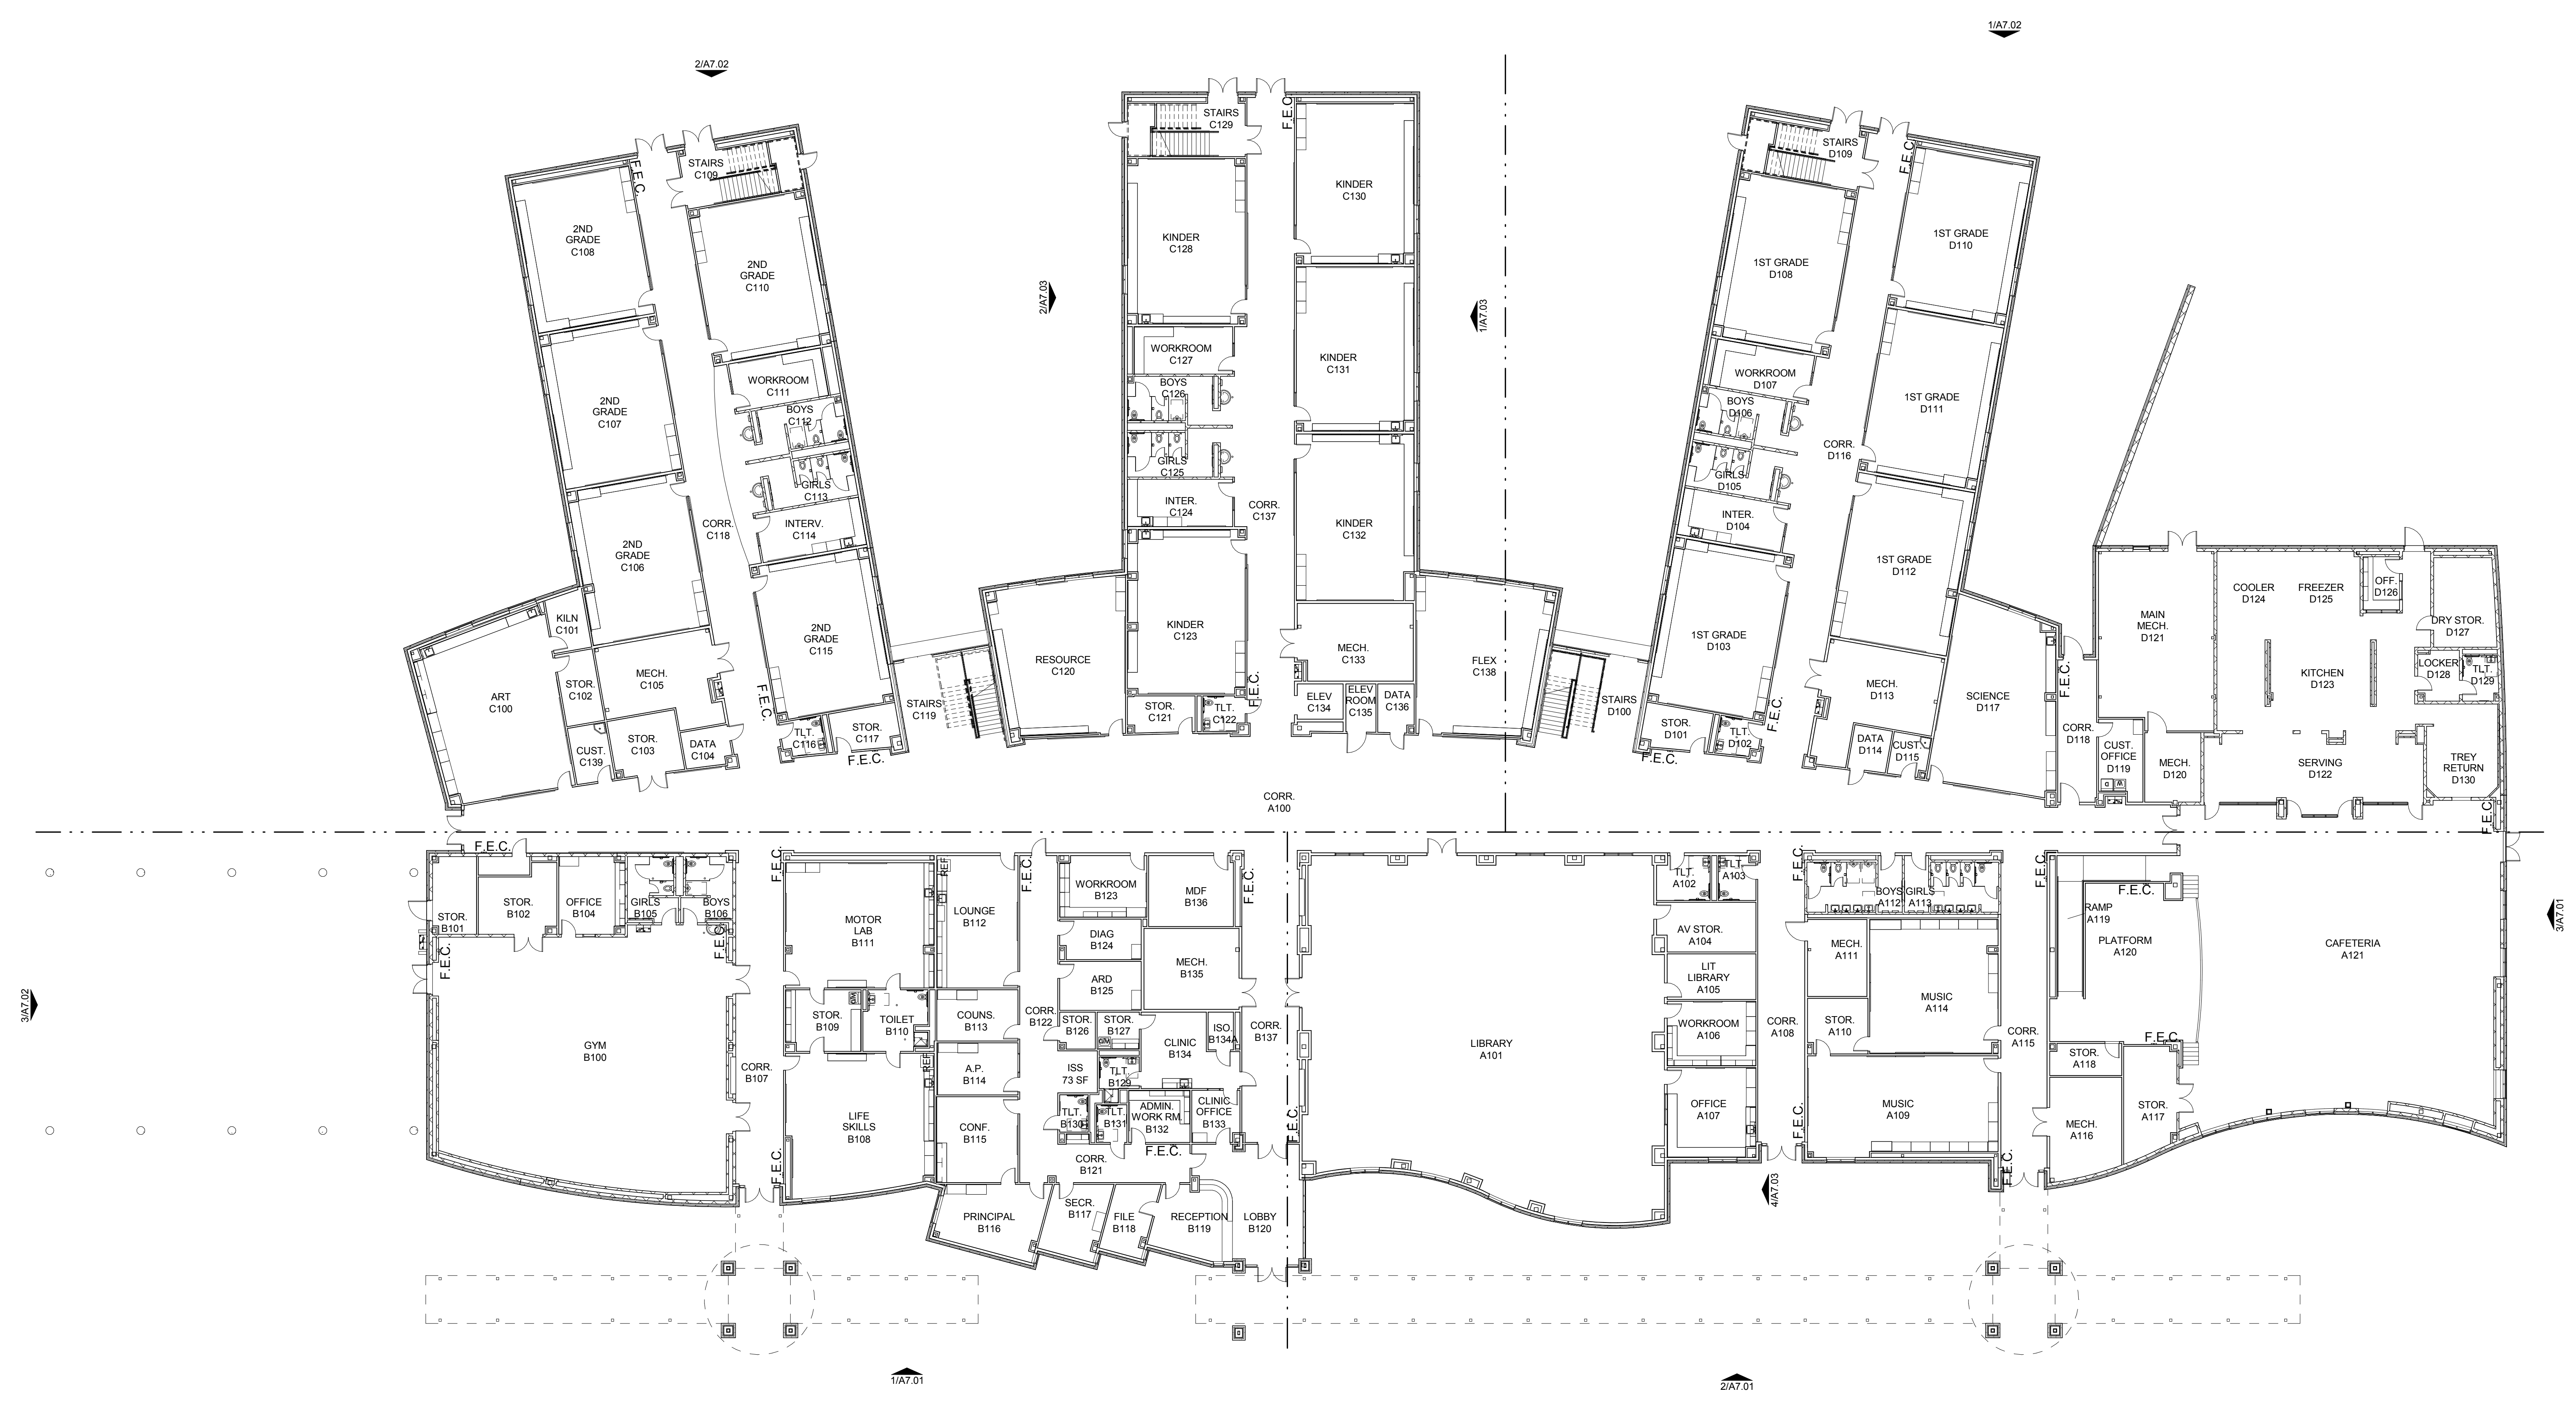 1/A7.02
2/A7.02
STAIRS
C129
F.E.C.
STAIRS
D109
F.E.C.
STAIRS
C109
F.E.C.
KINDER
C130
2ND
GRADE
C108
KINDER
C128
1ST GRADE
D110
2ND
GRADE
C110
1ST GRADE
D108
2/A7.03
1/A7.03
WORKROOM
C127
KINDER
C131
WORKROOM
D107
WORKROOM
C111
BOYS
C126
1ST GRADE
D111
2ND
GRADE
C107
BOYS
C112
BOYS
D106
CORR.
D116
GIRLS
C125
GIRLS
D105
GIRLS
C113
INTER.
C124
CORR.
C137
INTER.
D104
CORR.
C118
INTERV.
C114
KINDER
C132
2ND
GRADE
C106
1ST GRADE
D112
COOLER
D124
FREEZER
D125
OFF.
D126
KILN
C101
MAIN
MECH.
D121
DRY STOR.
D127
KINDER
C123
2ND
GRADE
C115
1ST GRADE
D103
RESOURCE
C120
MECH.
C133
FLEX
C138
KITCHEN
D123
LOCKER
D128
TLT.
D129
MECH.
C105
STOR.
C102
ART
C100
MECH.
D113
SCIENCE
D117
F.E.C.
F.E.C.
F.E.C.
F.E.C.
STAIRS
C119
STOR.
C121
TLT.
C122
ELEV
C134
ELEV
ROOM
C135
DATA
C136
STAIRS
D100
STOR.
D101
TLT.
D102
CORR.
D118
TLT.
C116
STOR.
C117
STOR.
C103
DATA
C104
CUST.
C139
DATA
D114
CUST.
D115
CUST.
OFFICE
D119
MECH.
D120
SERVING
D122
TREY
RETURN
D130
F.E.C.
F.E.C.
F.E.C.
CORR.
A100
F.E.C.
F.E.C.
F.E.C.
F.E.C.
F.E.C.
F.E.C.
REF
STOR.
B101
STOR.
B102
OFFICE
B104
GIRLS
B105
BOYS
B106
MOTOR
LAB
B111
LOUNGE
B112
WORKROOM
B123
MDF
B136
TLT.
A102
TLT.
A103
BOYS
A112
GIRLS
A113
F.E.C.
RAMP
A119
PLATFORM
A120
CAFETERIA
A121
3/A7.01
F.E.C.
F.E.C.
DIAG
B124
AV STOR.
A104
MECH.
A111
MECH.
B135
ARD
B125
LIT
LIBRARY
A105
3/A7.02
MUSIC
A114
STOR.
B109
TOILET
B110
COUNS.
B113
CORR.
B122
STOR.
B126
STOR.
B127
CLINIC
B134
ISO.
B134A
CORR.
B137
WORKROOM
A106
CORR.
A108
STOR.
A110
CORR.
A115
F.E.C.
GYM
B100
LIBRARY
A101
STOR.
A118
REF
CORR.
B107
A.P.
B114
ISS
73 SF
TLT.
B129
OFFICE
A107
MUSIC
A109
STOR.
A117
LIFE
SKILLS
B108
CONF.
B115
TLT.
B130
TLT.
B131
ADMIN.
WORK RM.
B132
CLINIC
OFFICE
B133
F.E.C.
F.E.C.
MECH.
A116
F.E.C.
F.E.C.
F.E.C.
CORR.
B121
PRINCIPAL
B116
SECR.
B117
FILE
B118
RECEPTION
B119
LOBBY
B120
4/A7.03
1/A7.01
2/A7.01